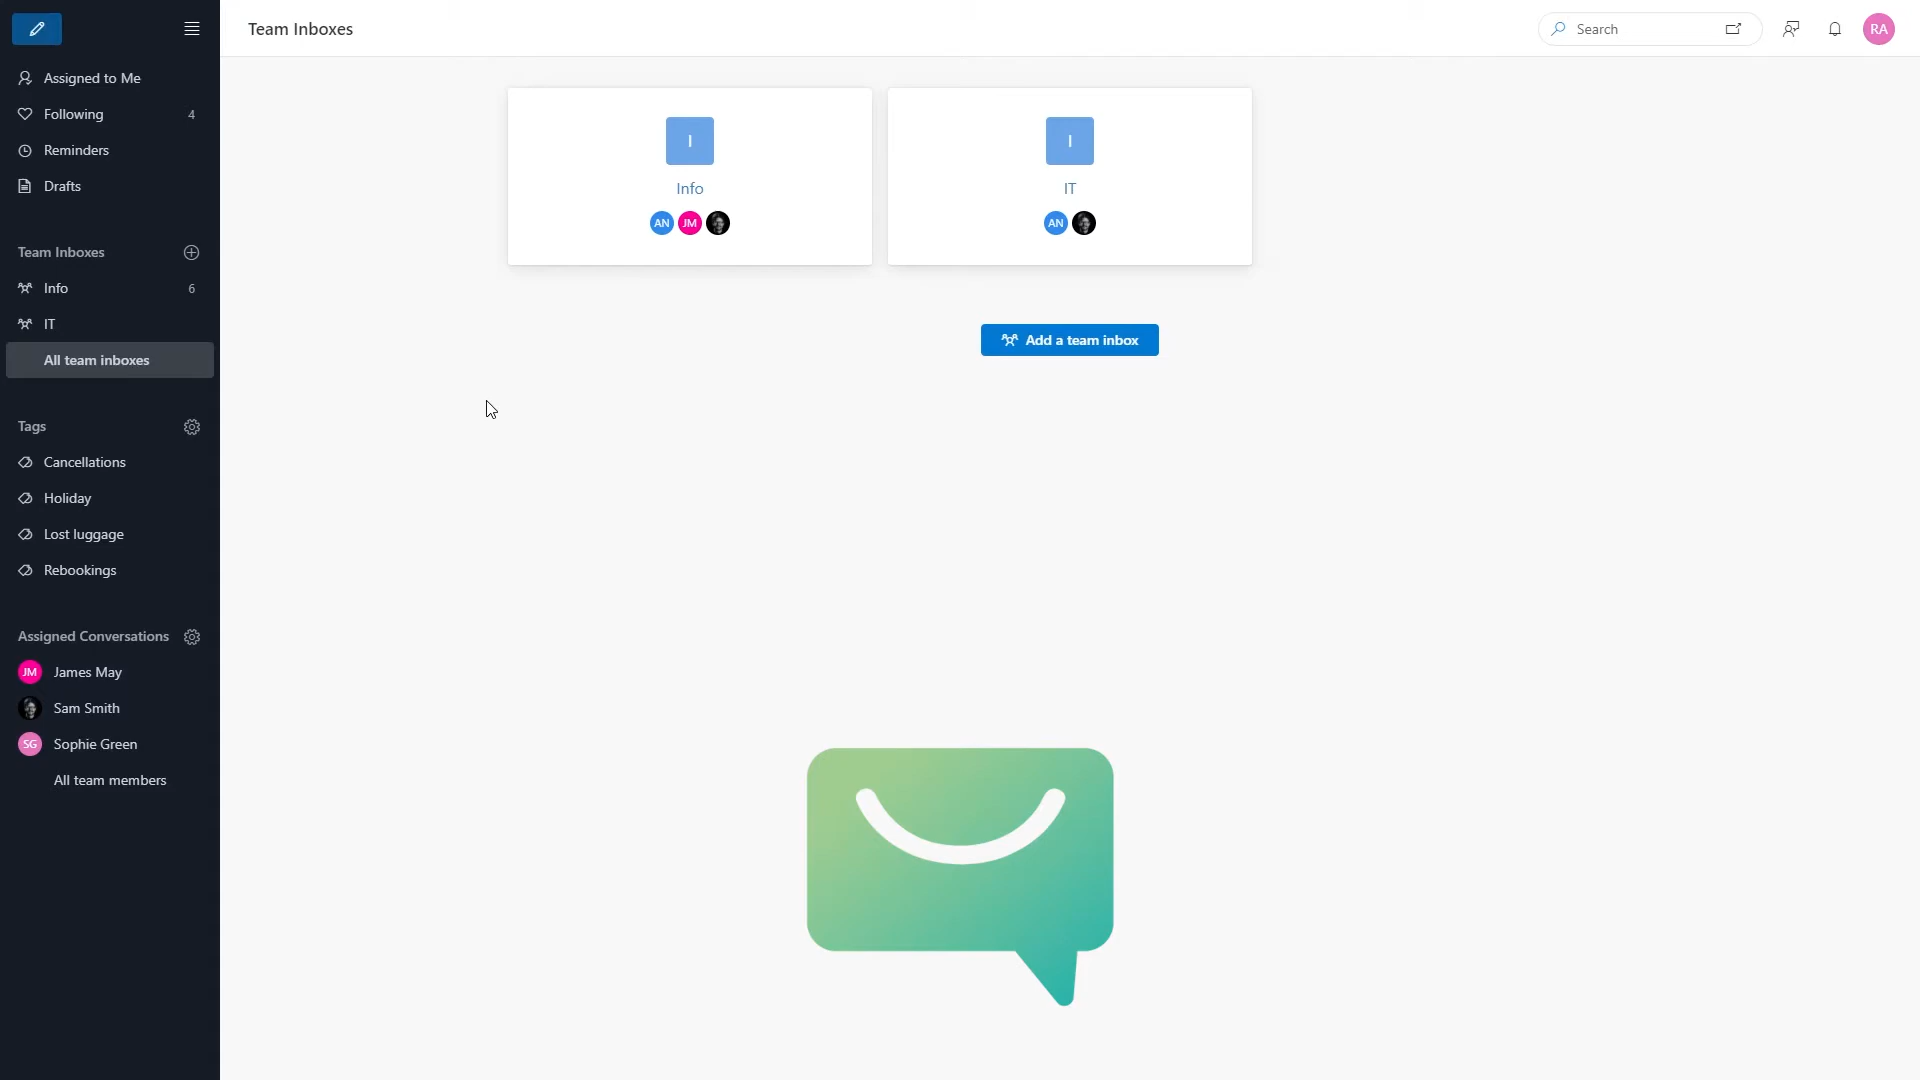 Team Inboxes
Search
RA
Assigned to Me
Following 4
Reminders
Drafts
Team Inboxes
Info 6
IT
All team inboxes
Tags
Cancellations
Holiday
Lost luggage
Rebookings
Assigned Conversations
JM James May
Sam Smith
SG Sophie Green
All team members
I
Info
AN JM
I
IT
AN
Add a team inbox